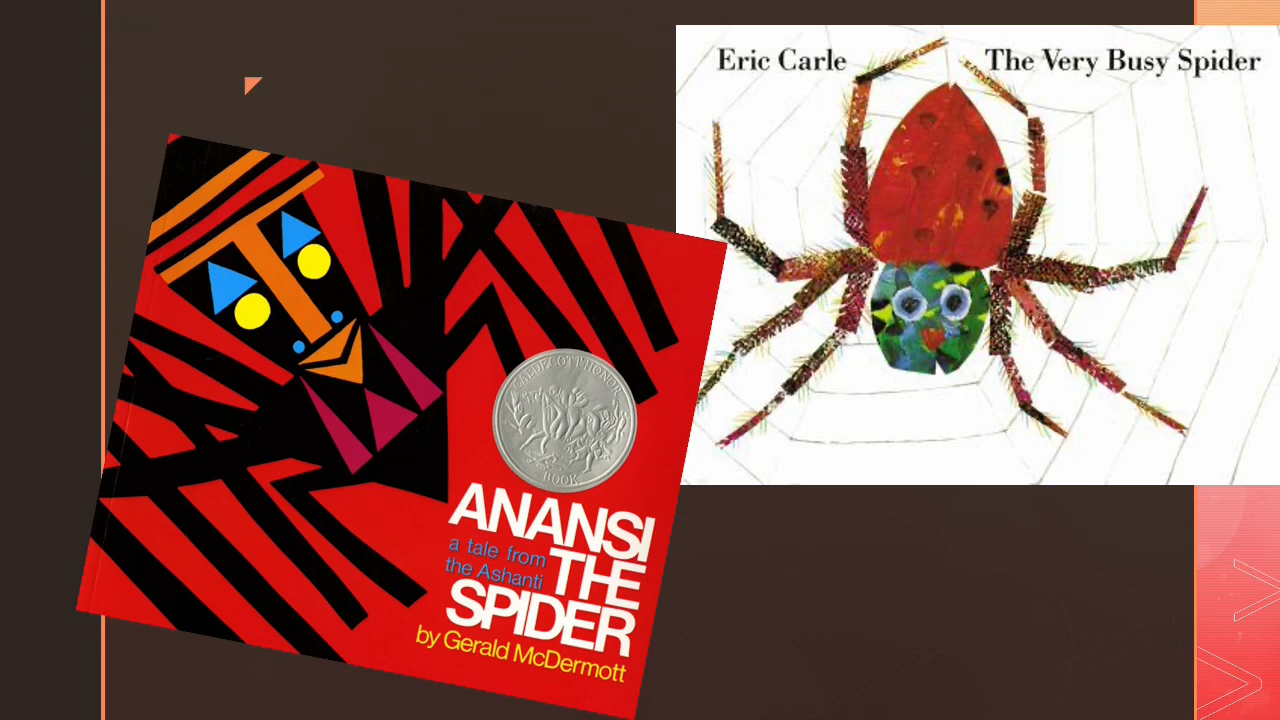 Eric Carle
The Very Busy Spider
CALDECOTT HONOR
BOOK
ANANSI
a tale from
the Ashanti
THE
SPIDER
by Gerald McDermott